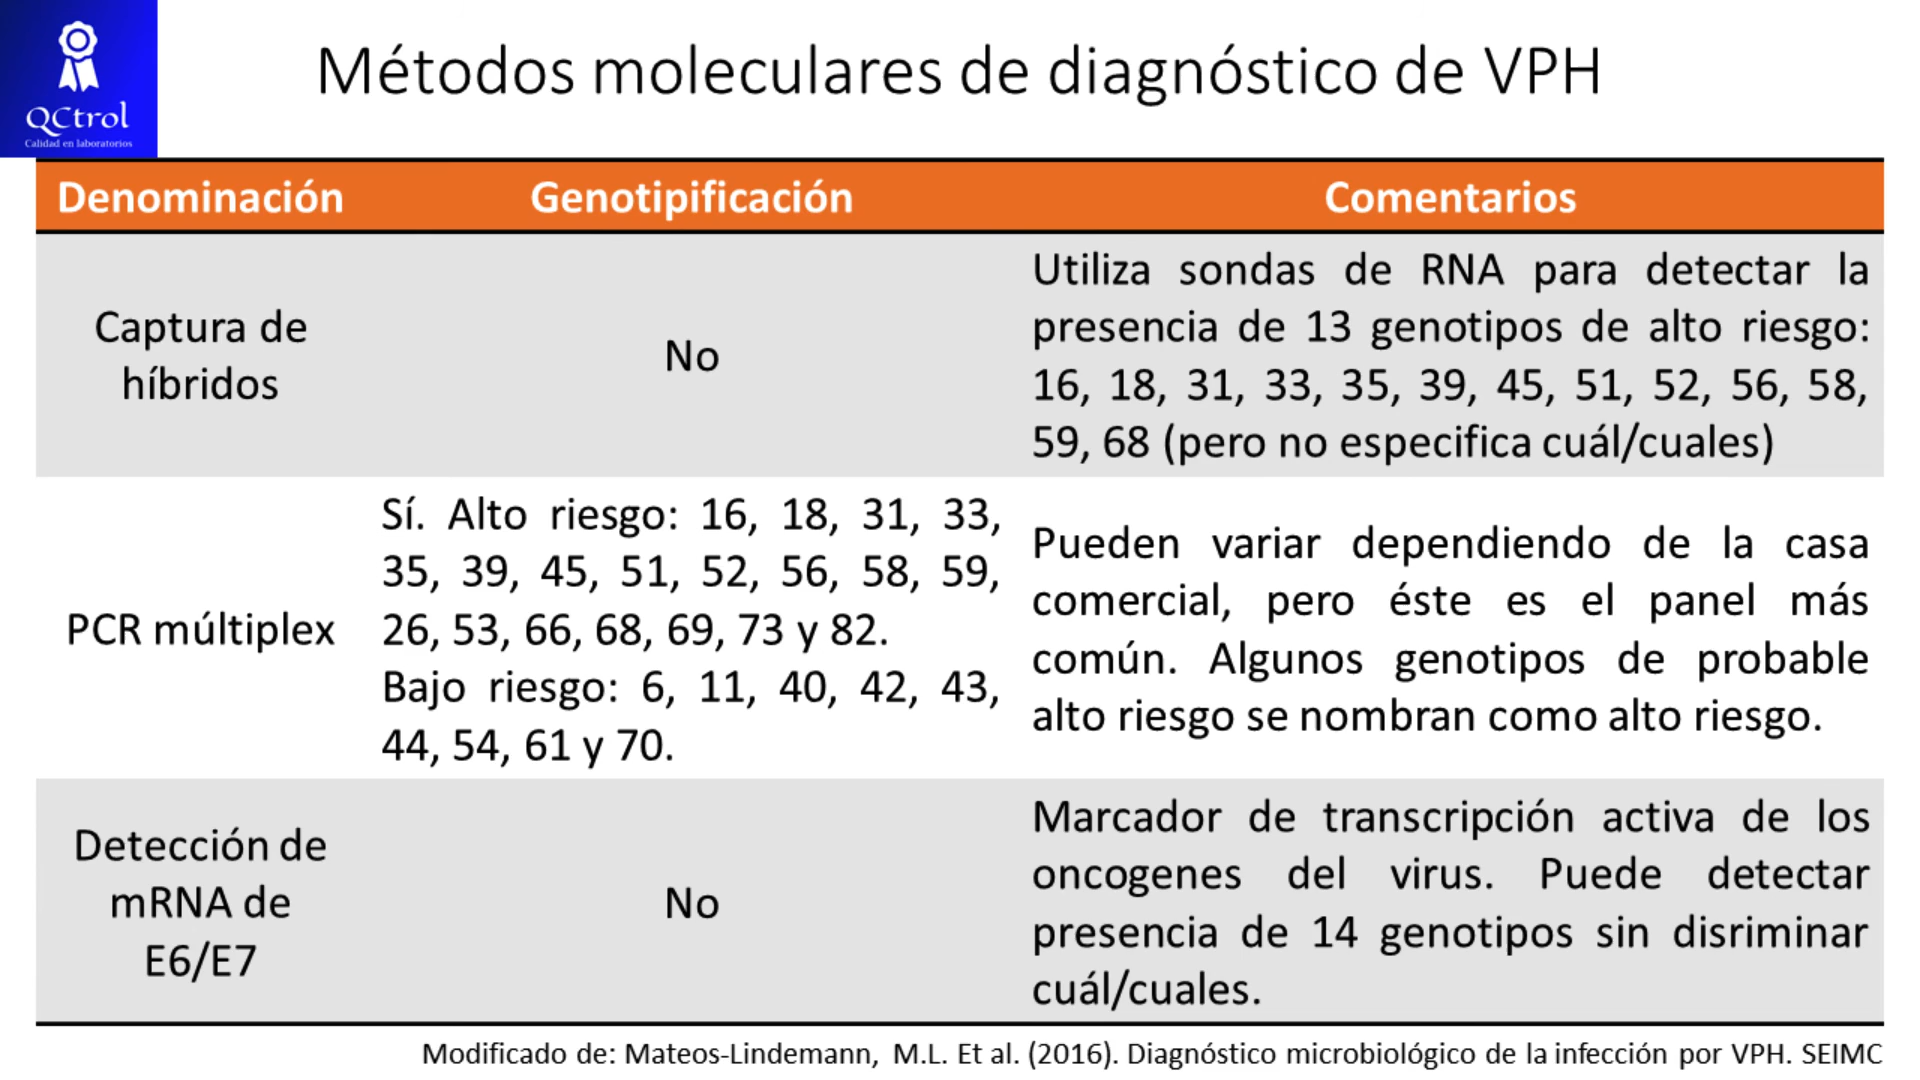 QCtrol
Calidad en laboratorios
Métodos moleculares de diagnóstico de VPH
Denominación Genotipificación Comentarios
Captura de
híbridos
No
Utiliza sondas de RNA para detectar la
presencia de 13 genotipos de alto riesgo:
16, 18, 31, 33, 35, 39, 45, 51, 52, 56, 58,
59, 68 (pero no especifica cuál/cuales)
PCR múltiplex
Sí. Alto riesgo: 16, 18, 31, 33,
35, 39, 45, 51, 52, 56, 58, 59,
26, 53, 66, 68, 69, 73 y 82.
Bajo riesgo: 6, 11, 40, 42, 43,
44, 54, 61 y 70.
Pueden variar dependiendo de la casa
comercial, pero éste es el panel más
común. Algunos genotipos de probable
alto riesgo se nombran como alto riesgo.
Detección de
mRNA de
E6/E7
No
Marcador de transcripción activa de los
oncogenes del virus. Puede detectar
presencia de 14 genotipos sin disriminar
cuál/cuales.
Modificado de: Mateos-Lindemann, M.L. Et al. (2016). Diagnóstico microbiológico de la infección por VPH. SEIMC